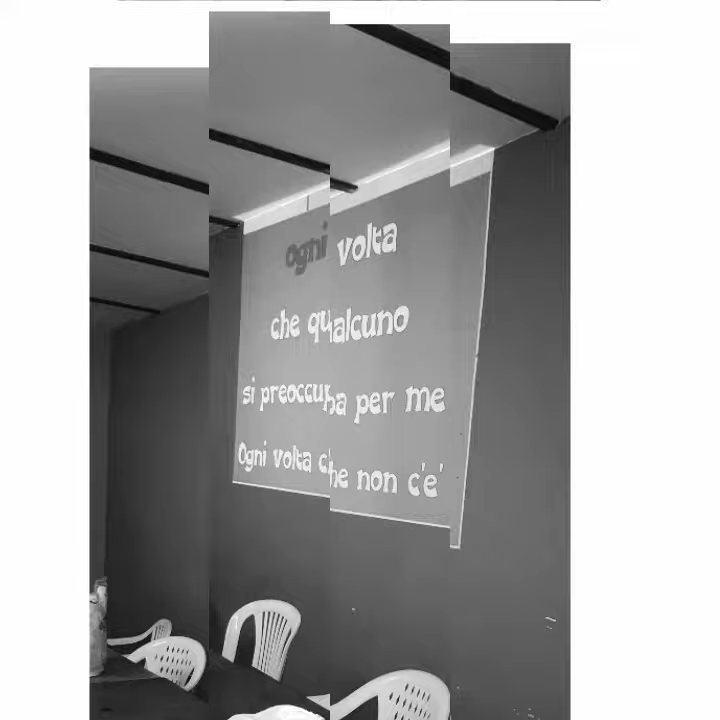 ogni volta
che qualcuno
si preoccupa per me
Ogni volta che non c'e'